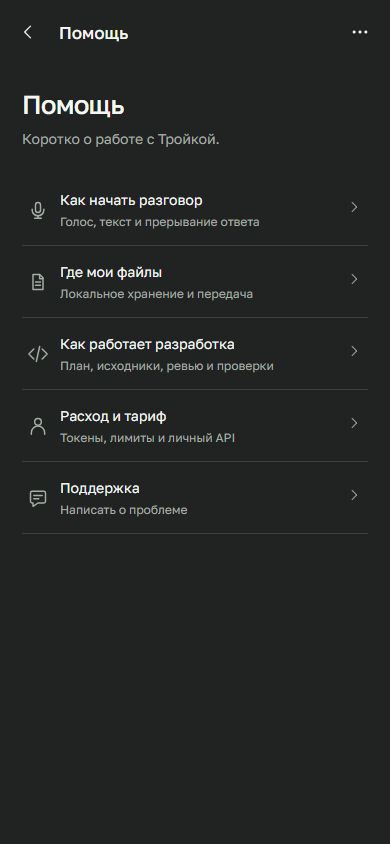 Помощь
Помощь
Коротко о работе с Тройкой.
Как начать разговор
Голос, текст и прерывание ответа
Где мои файлы
Локальное хранение и передача
Как работает разработка
План, исходники, ревью и проверки
Расход и тариф
Токены, лимиты и личный API
Поддержка
Написать о проблеме